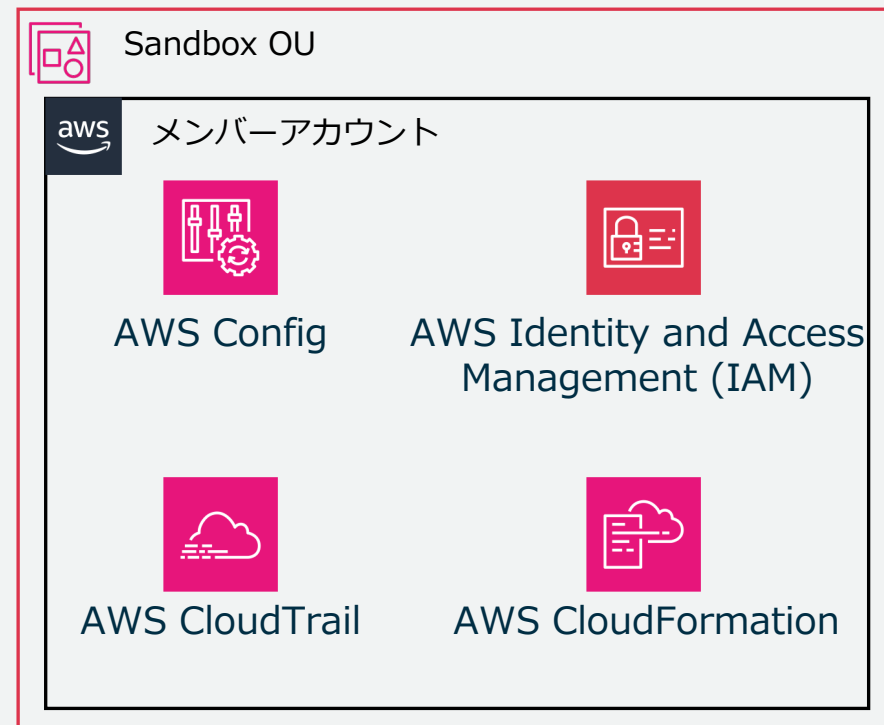 Sandbox OU
aws
メンバーアカウント
AWS Config
AWS Identity and Access
Management (IAM)
AWS CloudTrail
AWS CloudFormation